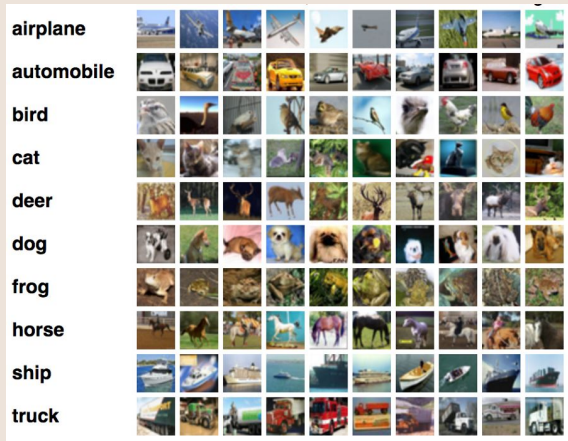 airplane
automobile
bird
cat
deer
dog
frog
horse
ship
truck